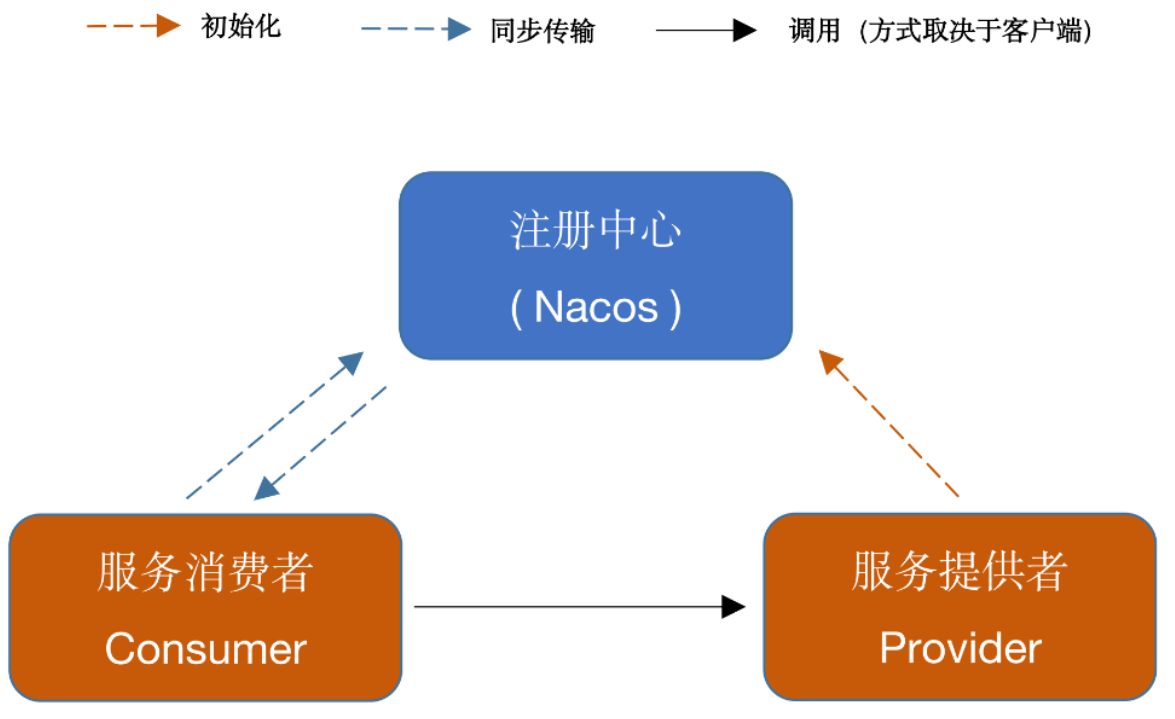 初始化 同步传输 调用（方式取决于客户端）
注册中心
( Nacos )
服务消费者
Consumer
服务提供者
Provider